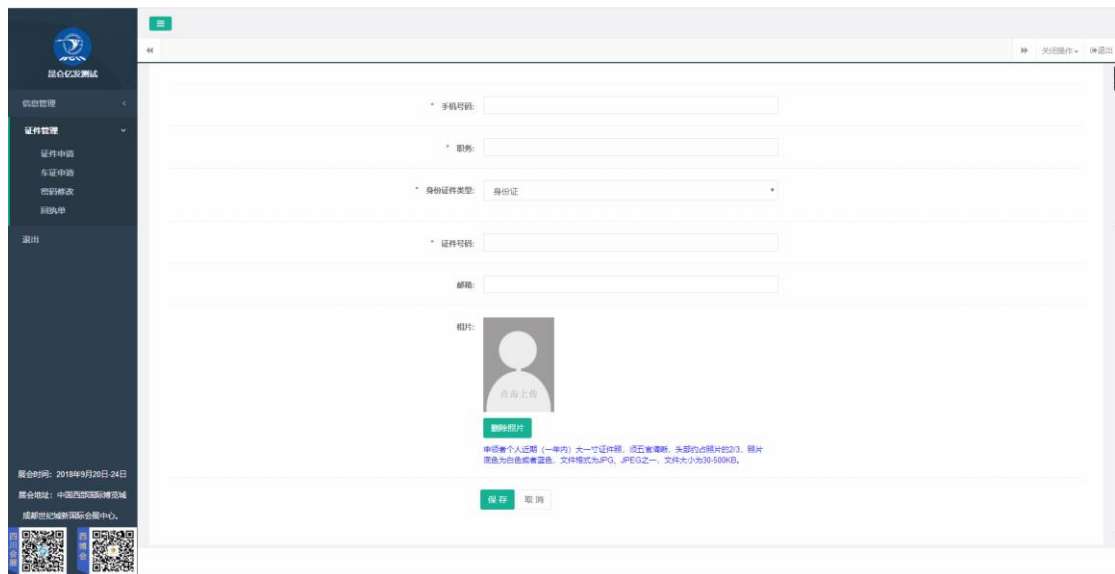 昆仑亿发测试
关闭操作
退出
信息管理
证件管理
证件申请
车证申请
密码修改
回执单
退出
* 手机号码:
* 职务:
* 身份证件类型: 身份证
* 证件号码:
邮箱:
相片:
点击上传
删除照片
申领者个人近期（一年内）大一寸证件照、须五官清晰、头部约占照片的2/3、照片
底色为白色或者蓝色、文件格式为JPG、JPEG之一、文件大小为30-500KB。
保存 取消
展会时间：2018年9月20日-24日
展会地址：中国西部国际博览城
成都世纪城新国际会展中心。
四川会展
西博会